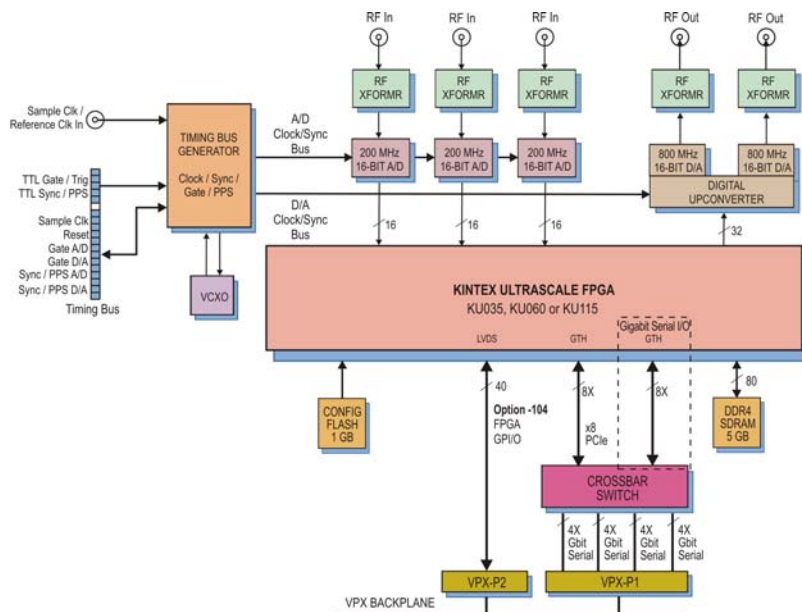 RF In
RF In
RF In
RF Out
RF Out
RF
XFORMR
RF
XFORMR
RF
XFORMR
RF
XFORMR
RF
XFORMR
Sample Clk /
Reference Clk In
TIMING BUS
GENERATOR
Clock / Sync /
Gate / PPS
A/D
Clock/Sync
Bus
200 MHz
16-BIT A/D
200 MHz
16-BIT A/D
200 MHz
16-BIT A/D
800 MHz
16-BIT D/A
800 MHz
16-BIT D/A
DIGITAL
UPCONVERTER
TTL Gate / Trig
TTL Sync / PPS
Sample Clk
Reset
Gate A/D
Gate D/A
Sync / PPS A/D
Sync / PPS D/A
Timing Bus
D/A
Clock/Sync
Bus
16
16
16
32
VCXO
KINTEX ULTRASCALE FPGA
KU035, KU060 or KU115
Gigabit Serial I/O
LVDS
GTH
GTH
CONFIG
FLASH
1 GB
40
Option -104
FPGA
GPI/O
8X
x8
PCIe
8X
80
DDR4
SDRAM
5 GB
CROSSBAR
SWITCH
4X
Gbit
Serial
4X
Gbit
Serial
4X
Gbit
Serial
4X
Gbit
Serial
VPX-P2
VPX-P1
VPX BACKPLANE